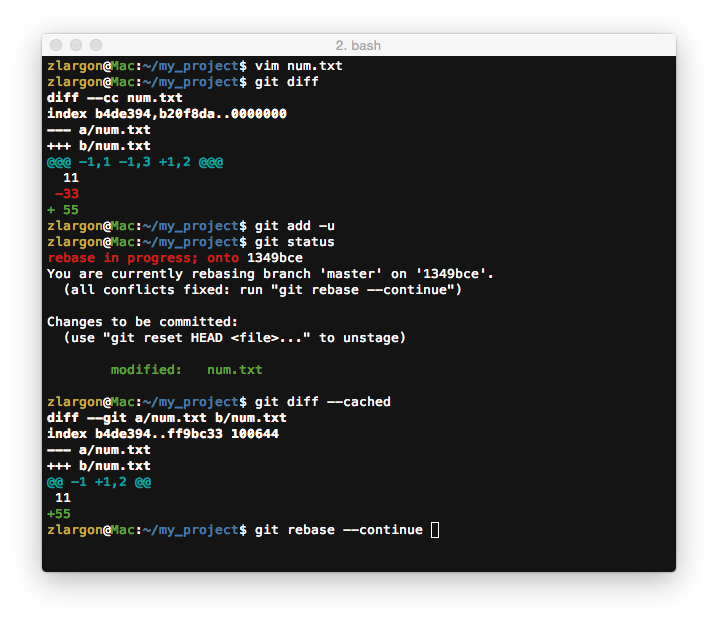 2. bash
zlargon@Mac:~/my_project$ vim num.txt
zlargon@Mac:~/my_project$ git diff
diff --cc num.txt
index b4de394,b20f8da..0000000
--- a/num.txt
+++ b/num.txt
@@@ -1,1 -1,3 +1,2 @@@
  11
 -33
+ 55
zlargon@Mac:~/my_project$ git add -u
zlargon@Mac:~/my_project$ git status
rebase in progress; onto 1349bce
You are currently rebasing branch 'master' on '1349bce'.
  (all conflicts fixed: run "git rebase --continue")

Changes to be committed:
  (use "git reset HEAD <file>..." to unstage)

        modified:   num.txt

zlargon@Mac:~/my_project$ git diff --cached
diff --git a/num.txt b/num.txt
index b4de394..ff9bc33 100644
--- a/num.txt
+++ b/num.txt
@@ -1 +1,2 @@
 11
+55
zlargon@Mac:~/my_project$ git rebase --continue